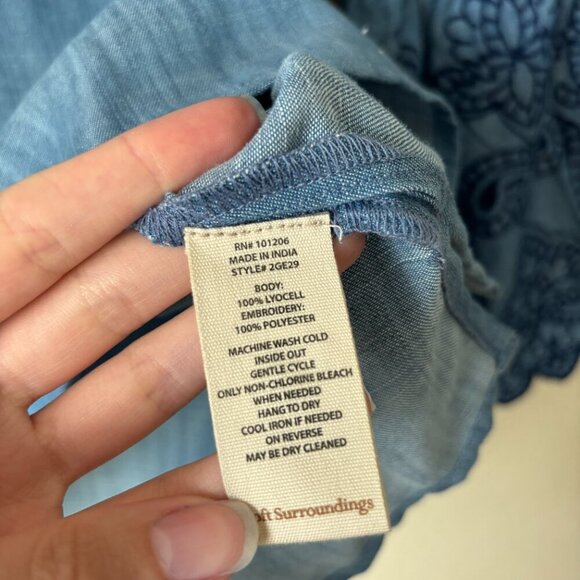 RN# 101206
MADE IN INDIA
STYLE# 2GE29
BODY:
100% LYOCELL
EMBROIDERY:
100% POLYESTER
MACHINE WASH COLD
INSIDE OUT
GENTLE CYCLE
ONLY NON-CHLORINE BLEACH
WHEN NEEDED
HANG TO DRY
COOL IRON IF NEEDED
ON REVERSE
MAY BE DRY CLEANED
oft Surroundings